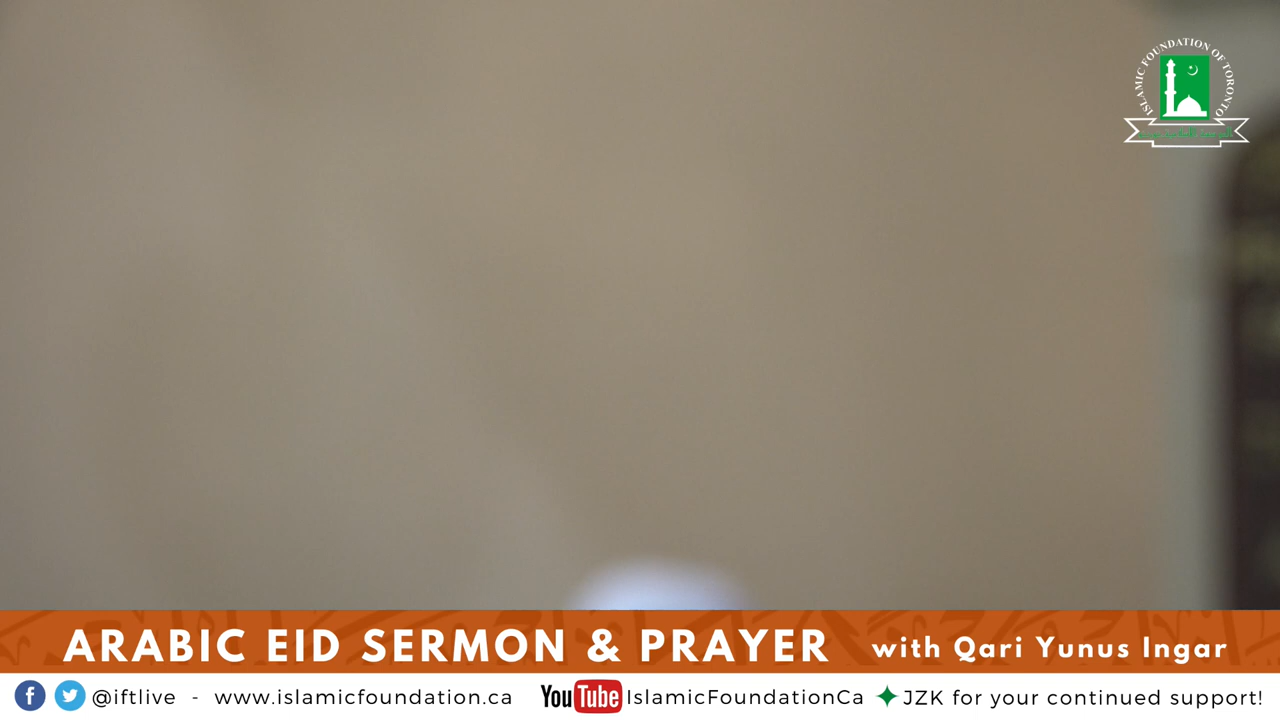 ISLAMIC FOUNDATION OF TORONTO
ARABIC EID SERMON & PRAYER with Qari Yunus Ingar
@iftlive - www.islamicfoundation.ca YouTube IslamicFoundationCa JZK for your continued support!